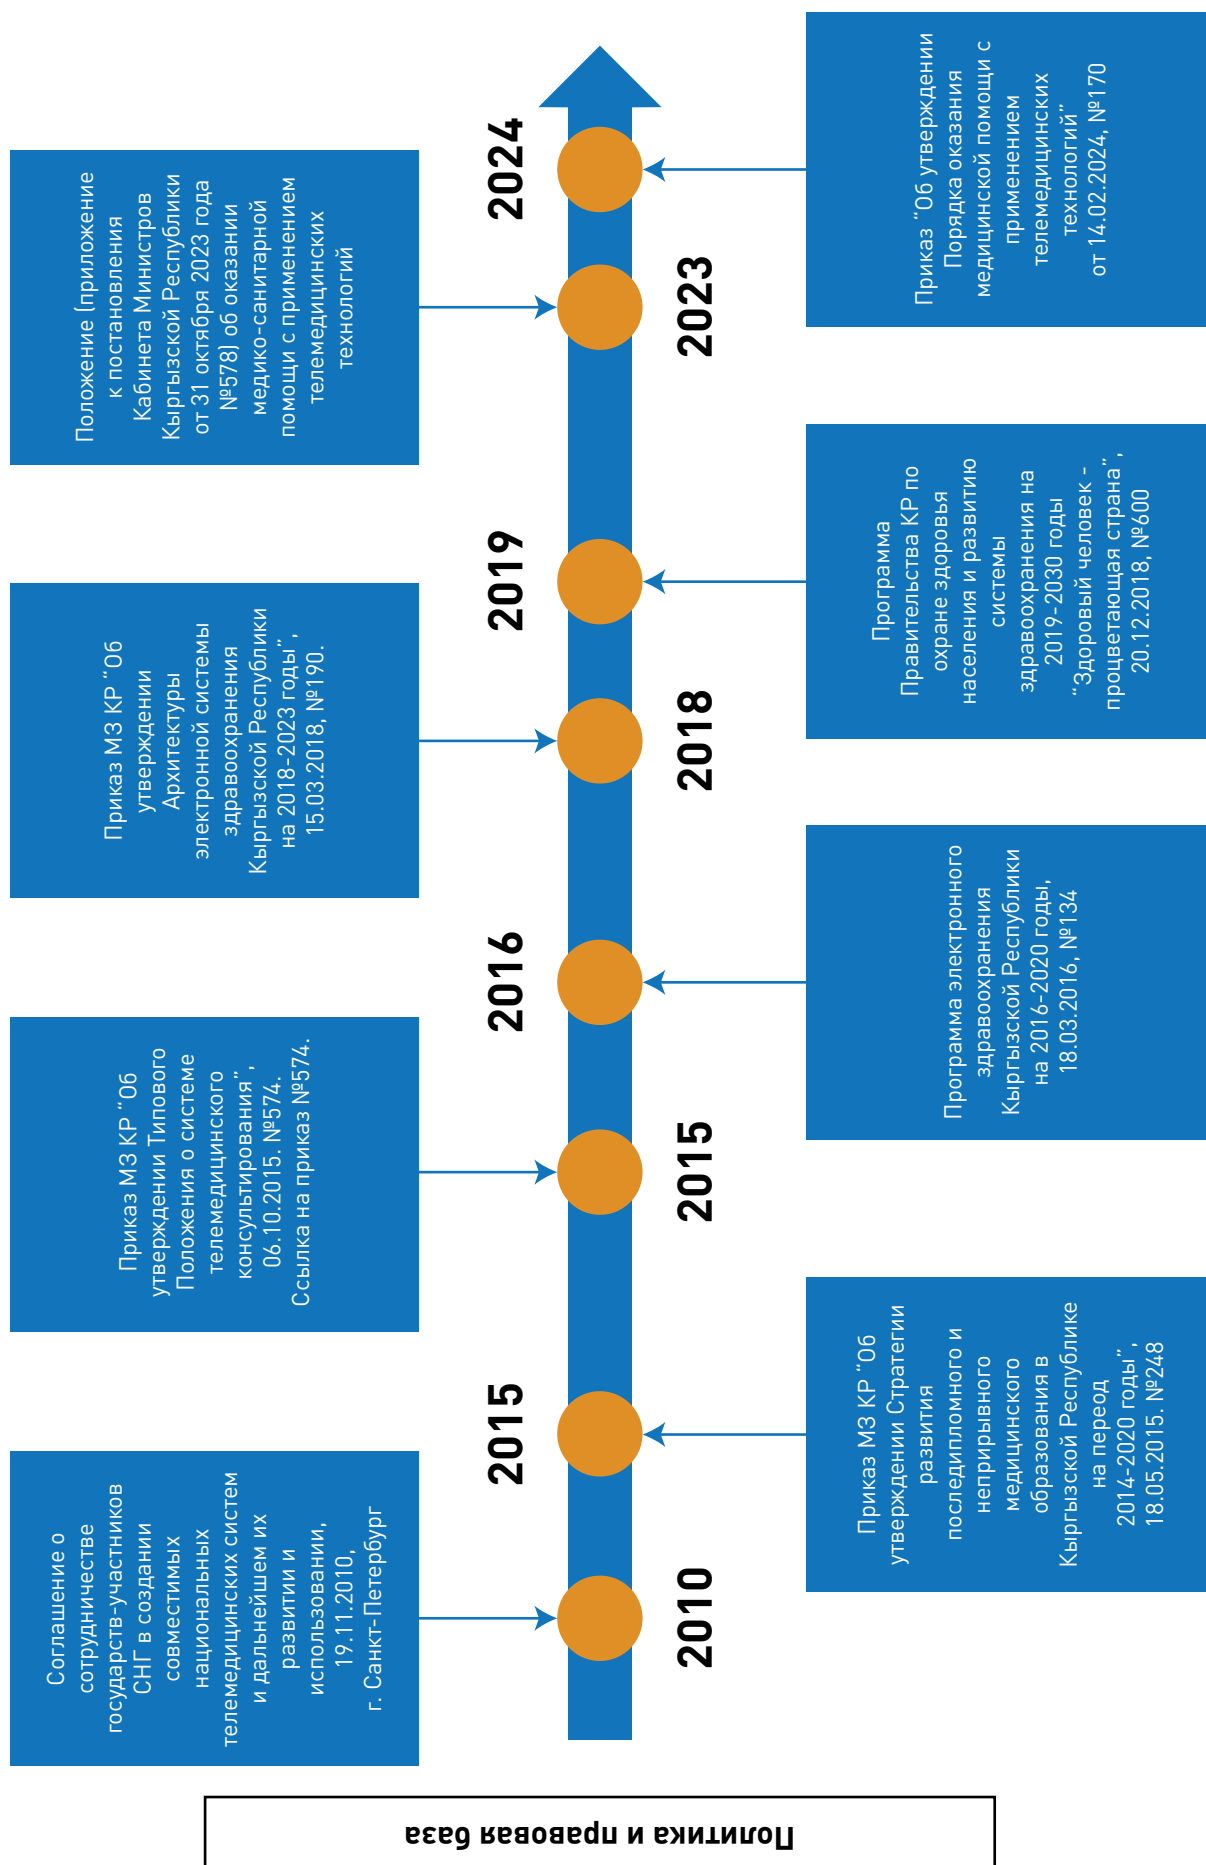 Политика и правовая база
Соглашение о
сотрудничестве
государств-участников
СНГ в создании
совместимых
национальных
телемедицинских систем
и дальнейшем их
развитии и
использовании,
19.11.2010,
г. Санкт-Петербург
2010
2015
Приказ МЗ КР “Об
утверждении Стратегии
развития
последипломного и
неприрывного
медицинского
образования в
Кыргызской Республике
на переод
2014-2020 годы”,
18.05.2015. №248
Приказ МЗ КР “Об
утверждении Типового
Положения о системе
телемедицинского
консультирования”,
06.10.2015. №574.
Ссылка на приказ №574.
2015
2016
Программа электронного
здравоохранения
Кыргызской Республики
на 2016-2020 годы,
18.03.2016, №134
Приказ МЗ КР “Об
утверждении
Архитектуры
электронной системы
здравоохранения
Кыргызской Республики
на 2018-2023 годы”,
15.03.2018, №190.
2018
2019
Программа
Правительства КР по
охране здоровья
населения и развитию
системы
здравоохранения на
2019-2030 годы
“Здоровый человек -
процветающая страна”,
20.12.2018, №600
Положение (приложение
к постановления
Кабинета Министров
Кыргызской Республики
от 31 октября 2023 года
№578) об оказании
медико-санитарной
помощи с применением
телемедицинских
технологий
2023
2024
Приказ “Об утверждении
Порядка оказания
медицинской помощи с
применением
телемедицинских
технологий”
от 14.02.2024, №170